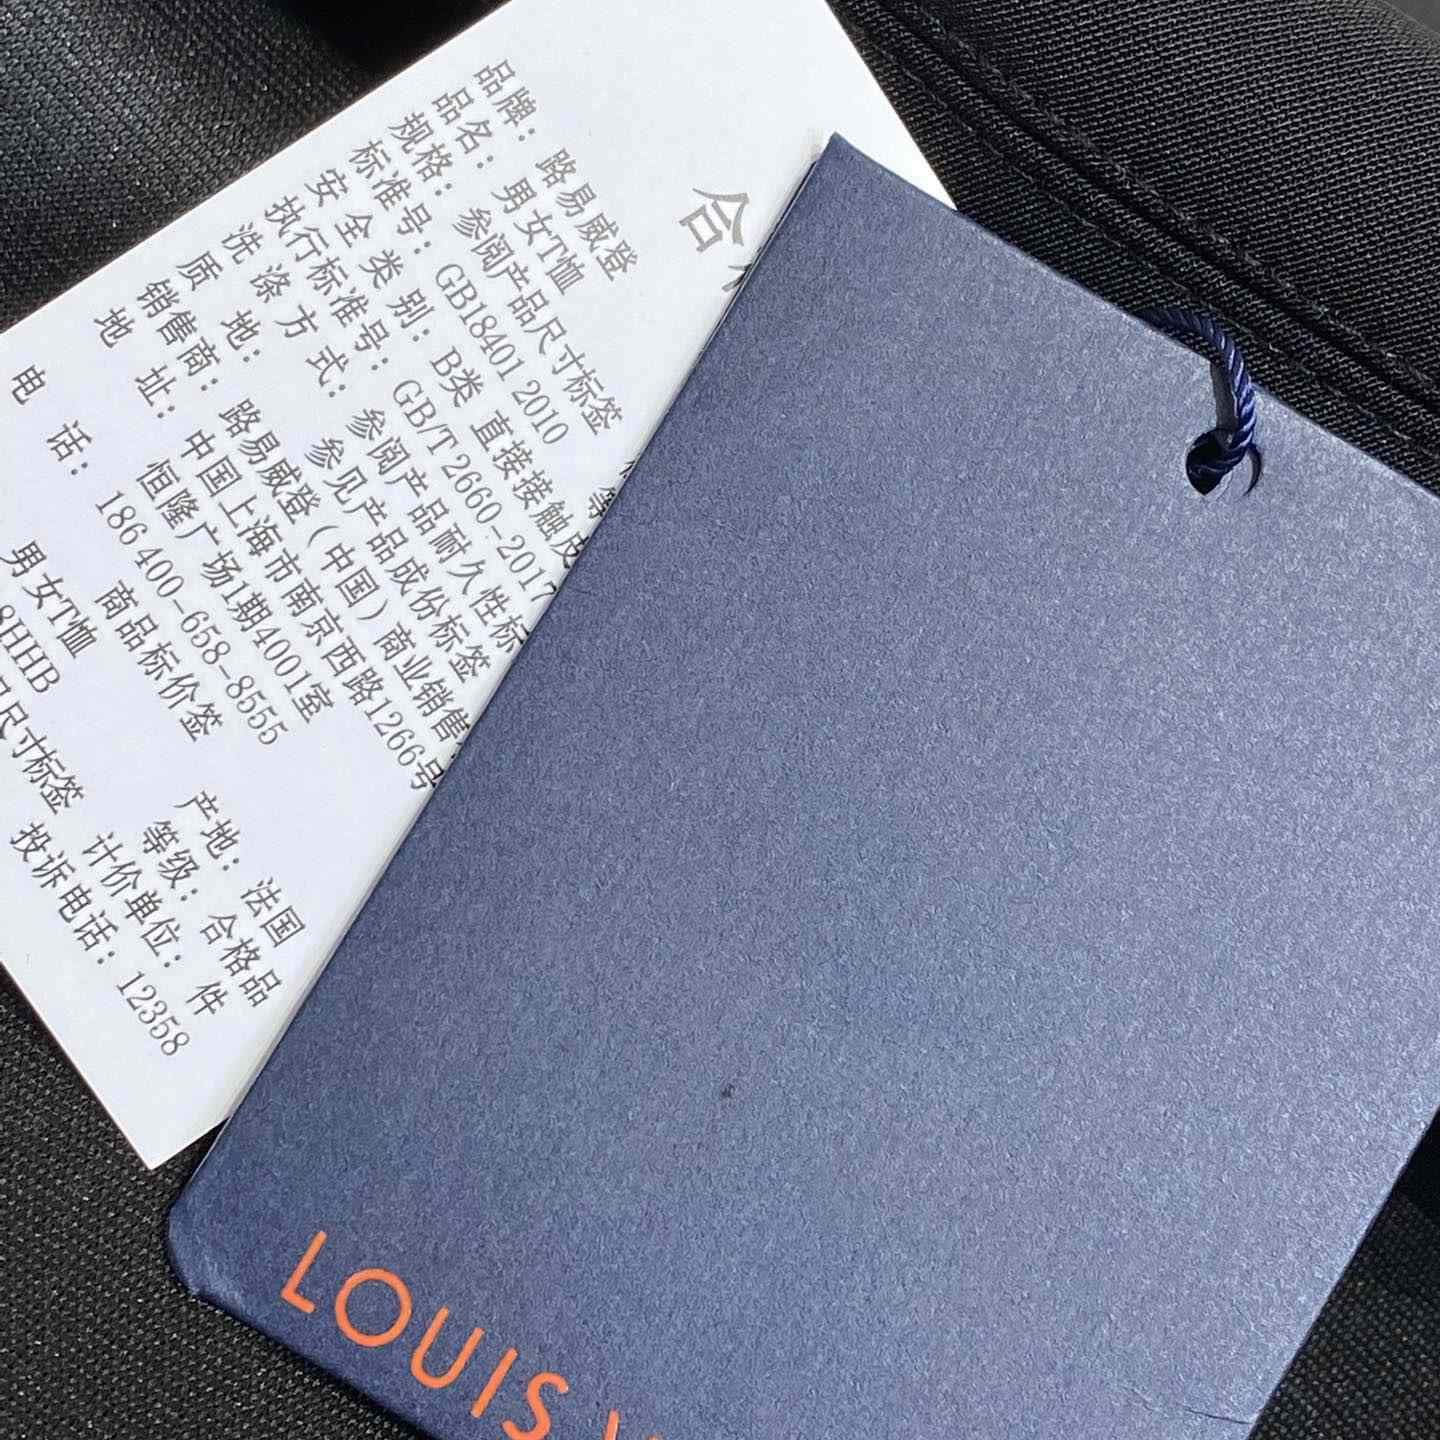 合
品牌：路易威登
品名：男女T恤
规格：参阅产品尺寸标签
标准号：GB18401 2010
安全类别：B类 直接接触皮
执行标准号：GB/T2660-2017
洗涤方式：参阅产品耐久性标
质地：参见产品成份标签
销售商：路易威登（中国）商业销售
地址：中国上海市南京西路1266号
恒隆广场1期4001室
电话：186 400-658-8555
商品标价签
男女T恤
产地：法国
8HHB
等级：合格品
尺寸标签
计价单位：件
投诉电话：12358
LOUIS